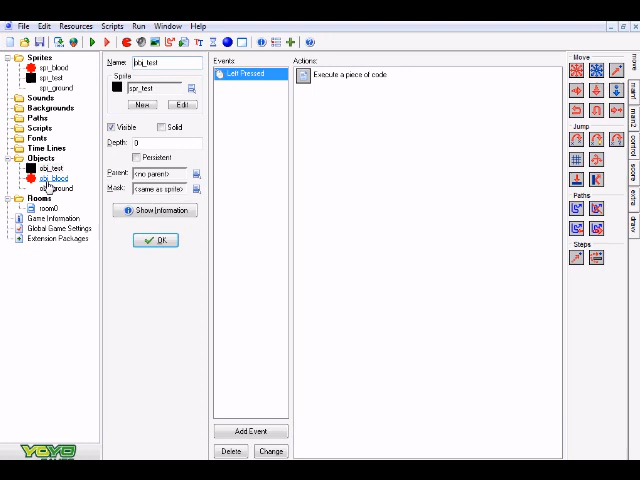 File Edit Resources Scripts Run Window Help
Sprites
spr_blood
spr_test
spr_ground
Sounds
Backgrounds
Paths
Scripts
Fonts
Time Lines
Objects
obj_test
obj_blood
Rooms
room0
Game Information
Global Game Settings
Extension Packages
YOYO
Name: obj_test
Sprite
spr_test
New Edit
Visible Solid
Depth: 0
Persistent
Parent: <no parent>
Mask: <same as sprite>
Show Information
OK
Events:
Left Pressed
Add Event
Delete Change
Actions:
Execute a piece of code
Move
Jump
Paths
Steps
move
main1
main2
control
score
extra
draw